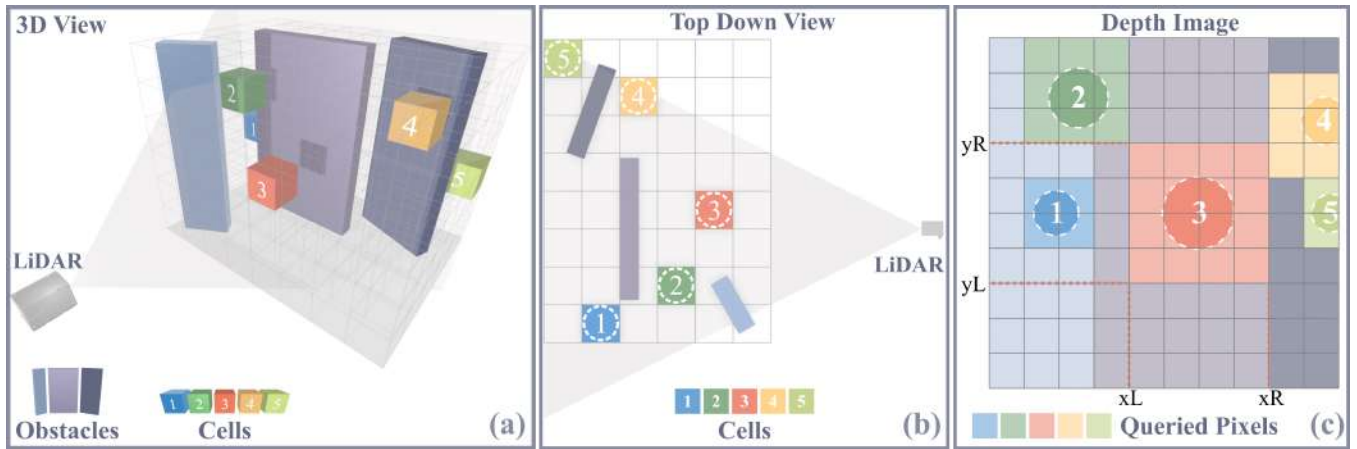 3D View
2
1
4
3
5
LiDAR
Obstacles
1 2 3 4 5
Cells
(a)
Top Down View
5
4
3
LiDAR
2
1
1 2 3 4 5
Cells
(b)
Depth Image
2
4
yR
1
3
5
yL
xL xR
Queried Pixels
(c)